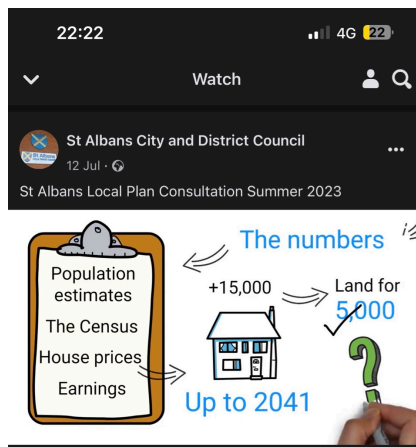 22:22
4G 22
Watch
St Albans City and District Council
12 Jul
St Albans Local Plan Consultation Summer 2023
The numbers
Population
estimates
The Census
House prices
Earnings
+15,000
Land for
5,000
Up to 2041
?